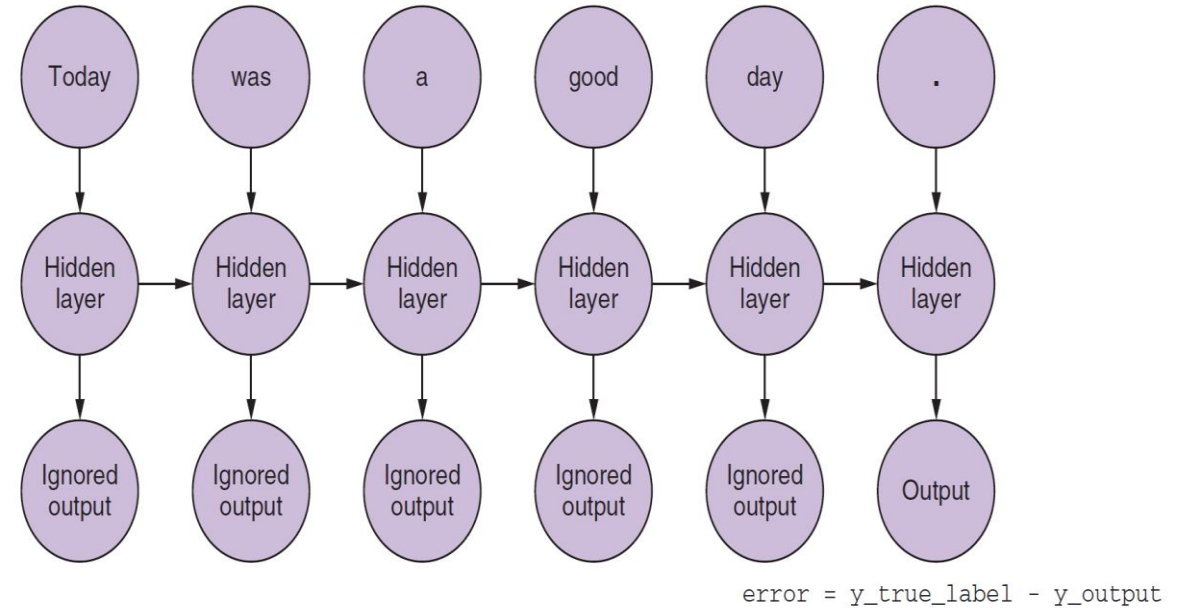 Today was a good day .
Hidden Hidden Hidden Hidden Hidden Hidden
layer layer layer layer layer layer
Ignored Ignored Ignored Ignored Ignored Output
output output output output output
error = y_true_label - y_output